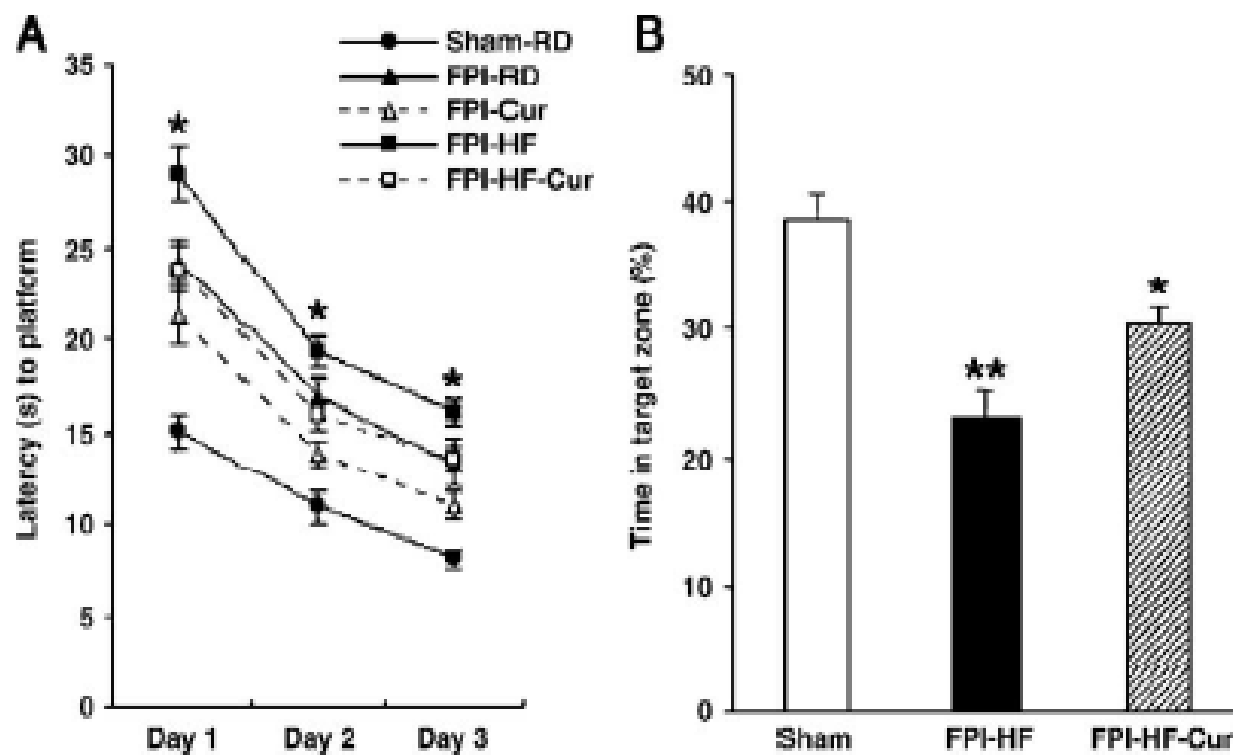 A
Sham-RD
FPI-RD
FPI-Cur
FPI-HF
FPI-HF-Cur
35
30
25
20
15
10
5
0
Latency (s) to platform
★
★
★
Day 1 Day 2 Day 3
B
50
40
30
20
10
0
Time in target zone (%)
★★
★
Sham FPI-HF FPI-HF-Cur